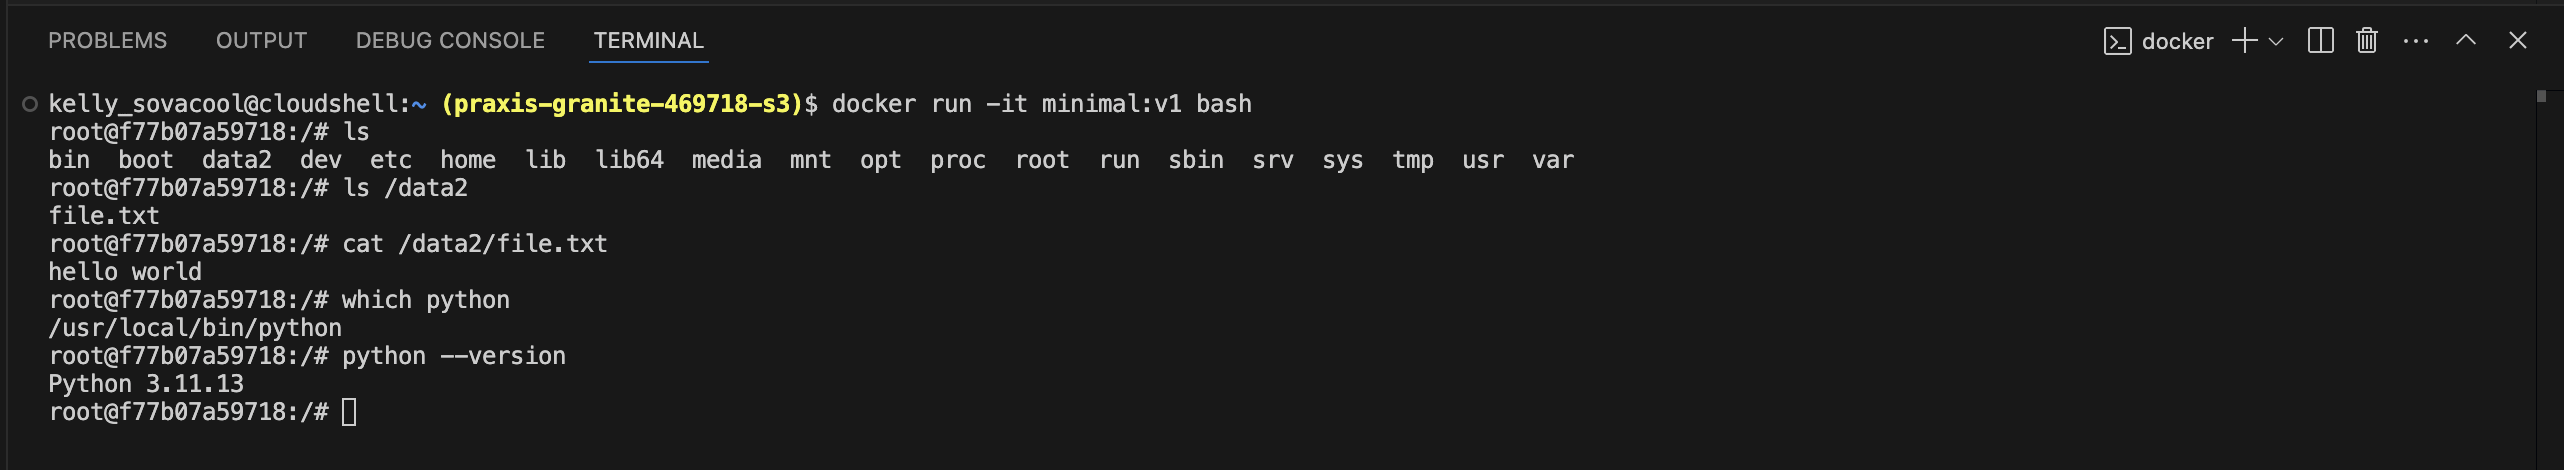 PROBLEMS OUTPUT DEBUG CONSOLE TERMINAL docker
kelly_sovacool@cloudshell:~ (praxis-granite-469718-s3)$ docker run -it minimal:v1 bash
root@f77b07a59718:/# ls
bin boot data2 dev etc home lib lib64 media mnt opt proc root run sbin srv sys tmp usr var
root@f77b07a59718:/# ls /data2
file.txt
root@f77b07a59718:/# cat /data2/file.txt
hello world
root@f77b07a59718:/# which python
/usr/local/bin/python
root@f77b07a59718:/# python --version
Python 3.11.13
root@f77b07a59718:/#